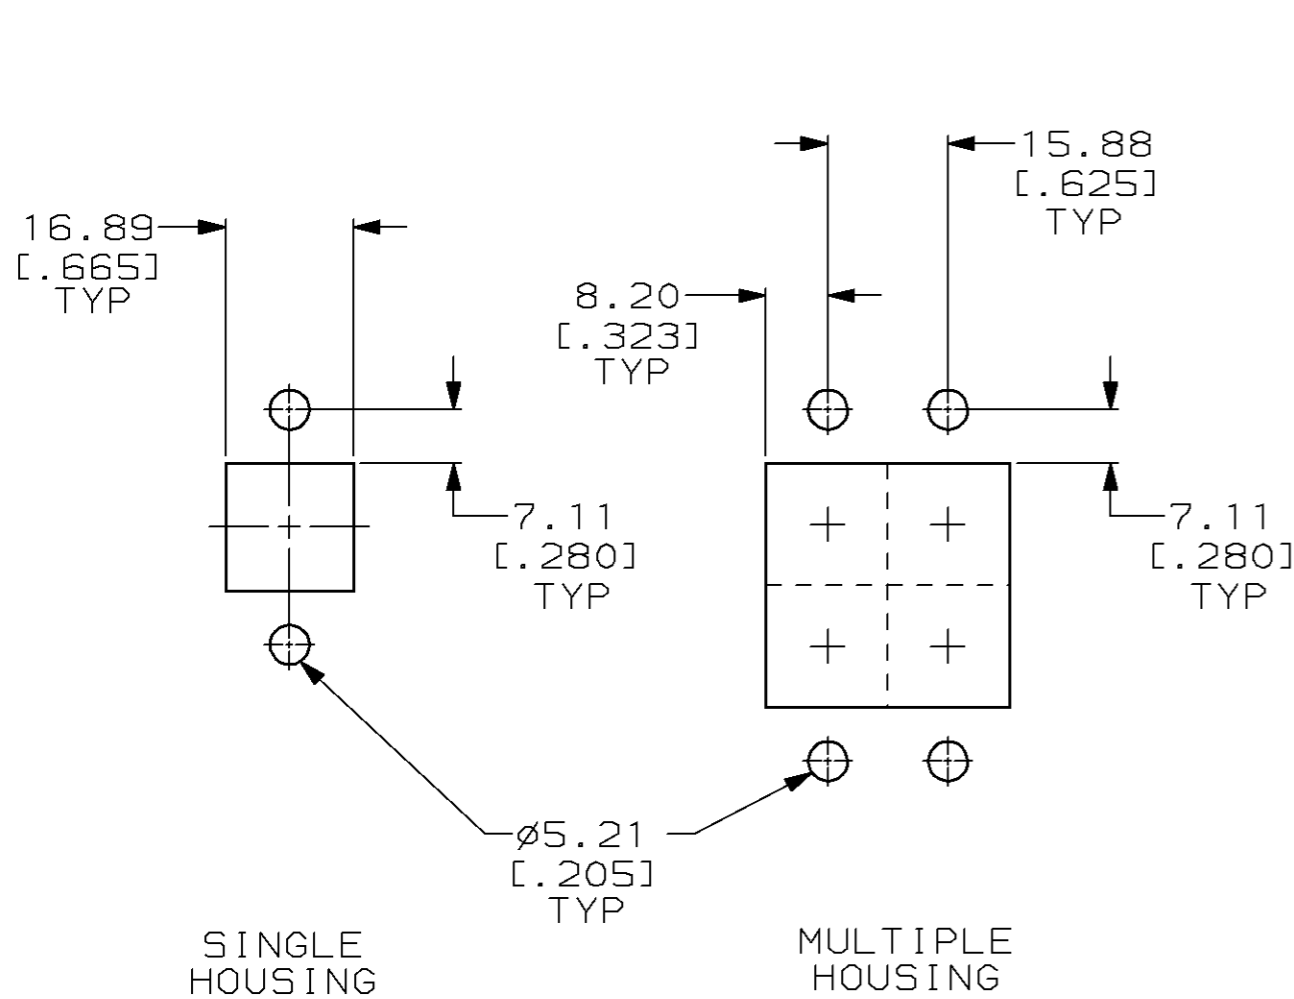 15.88
[.625]
TYP
16.89
[.665]
TYP
8.20
[.323]
TYP
7.11
[.280]
TYP
7.11
[.280]
TYP
ø5.21
[.205]
TYP
SINGLE
HOUSING
MULTIPLE
HOUSING